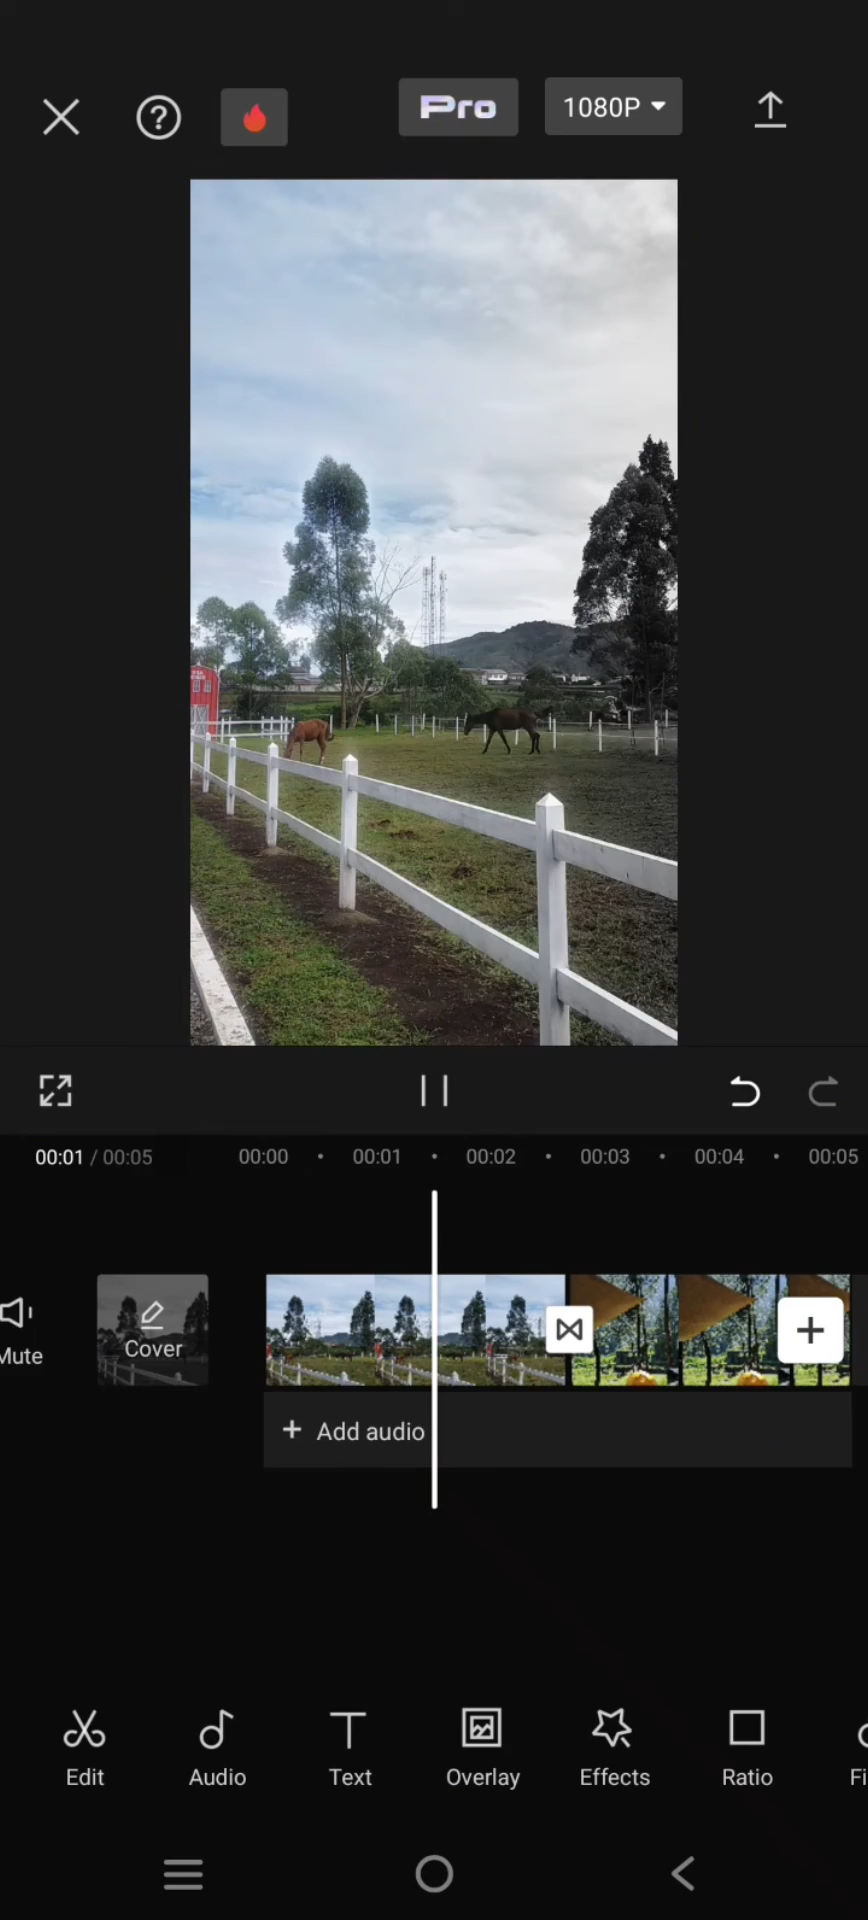 Pro
1080P
00:01 / 00:05
00:00
00:01
00:02
00:03
00:04
00:05
Mute
Cover
+ Add audio
Edit
Audio
Text
Overlay
Effects
Ratio
Fi